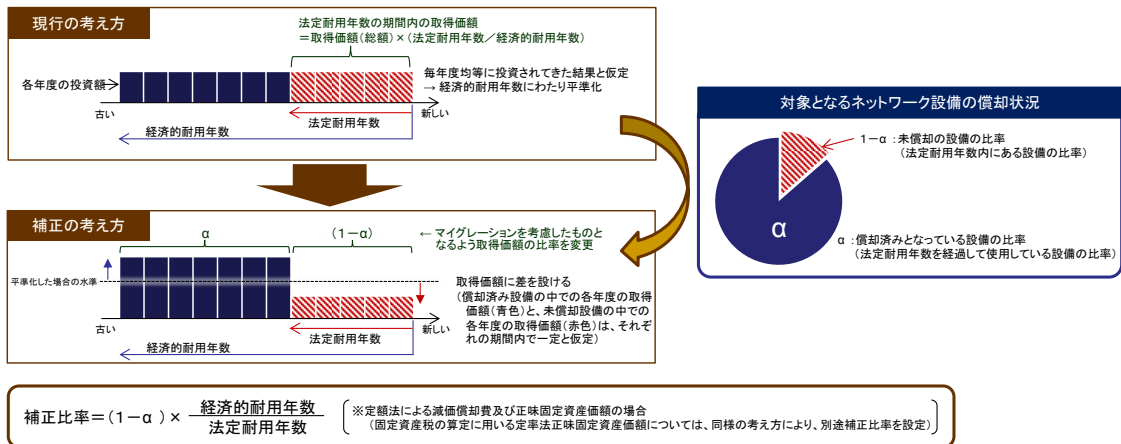 現行の考え方
法定耐用年数の期間内の取得価額
＝取得価額(総額)×(法定耐用年数／経済的耐用年数)
各年度の投資額
毎年度均等に投資されてきた結果と仮定
→ 経済的耐用年数にわたり平準化
古い
新しい
法定耐用年数
経済的耐用年数
対象となるネットワーク設備の償却状況
1－α ：未償却の設備の比率
（法定耐用年数内にある設備の比率）
α
α ：償却済みとなっている設備の比率
（法定耐用年数を経過して使用している設備の比率）
補正の考え方
α
(1－α)
← マイグレーションを考慮したものと
なるよう取得価額の比率を変更
平準化した場合の水準
取得価額に差を設ける
（償却済み設備の中での各年度の取得
価額(青色)と、未償却設備の中での
各年度の取得価額(赤色)は、それぞ
れの期間内で一定と仮定）
古い
新しい
法定耐用年数
経済的耐用年数
補正比率＝(1－α )× 経済的耐用年数
法定耐用年数
※定額法による減価償却費及び正味固定資産価額の場合
（固定資産税の算定に用いる定率法正味固定資産価額については、同様の考え方により、別途補正比率を設定）